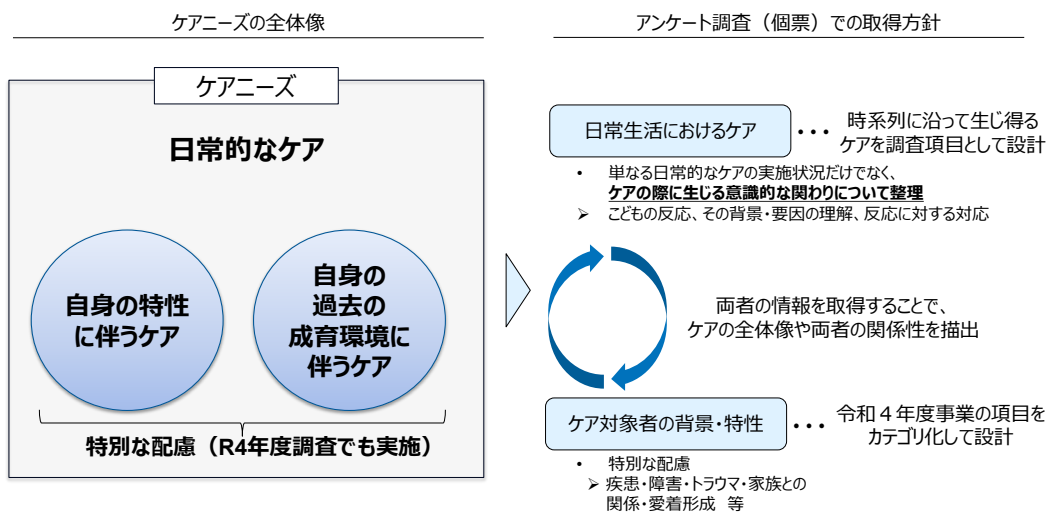 ケアニーズの全体像
ケアニーズ
日常的なケア
自身の特性
に伴うケア
自身の
過去の
成育環境に
伴うケア
特別な配慮（R4年度調査でも実施）
アンケート調査（個票）での取得方針
日常生活におけるケア
・・・
時系列に沿って生じ得る
ケアを調査項目として設計
• 単なる日常的なケアの実施状況だけでなく、
ケアの際に生じる意識的な関わりについて整理
➢ こどもの反応、その背景・要因の理解、反応に対する対応
両者の情報を取得することで、
ケアの全体像や両者の関係性を描出
ケア対象者の背景・特性
・・・
令和４年度事業の項目を
カテゴリ化して設計
• 特別な配慮
➢ 疾患・障害・トラウマ・家族との
関係・愛着形成 等